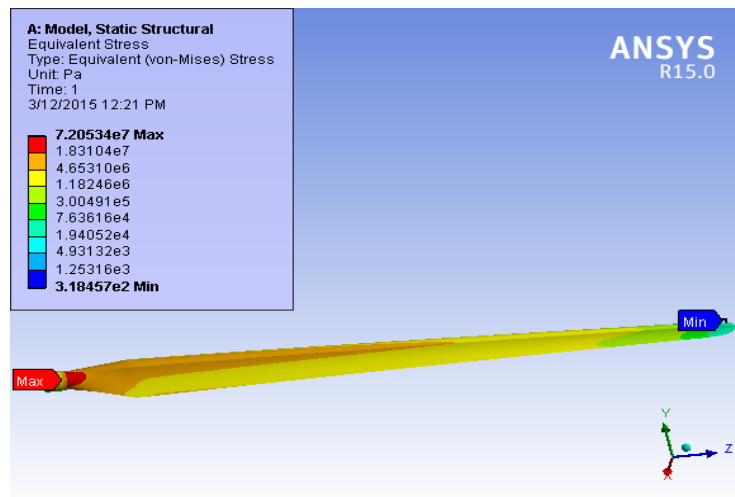 A: Model, Static Structural
Equivalent Stress
Type: Equivalent (von-Mises) Stress
Unit: Pa
Time: 1
3/12/2015 12:21 PM
7.20534e7 Max
1.83104e7
4.65310e6
1.18246e6
3.00491e5
7.63616e4
1.94052e4
4.93132e3
1.25316e3
3.18457e2 Min
ANSYS
R15.0
Min
Max
Y
Z
X